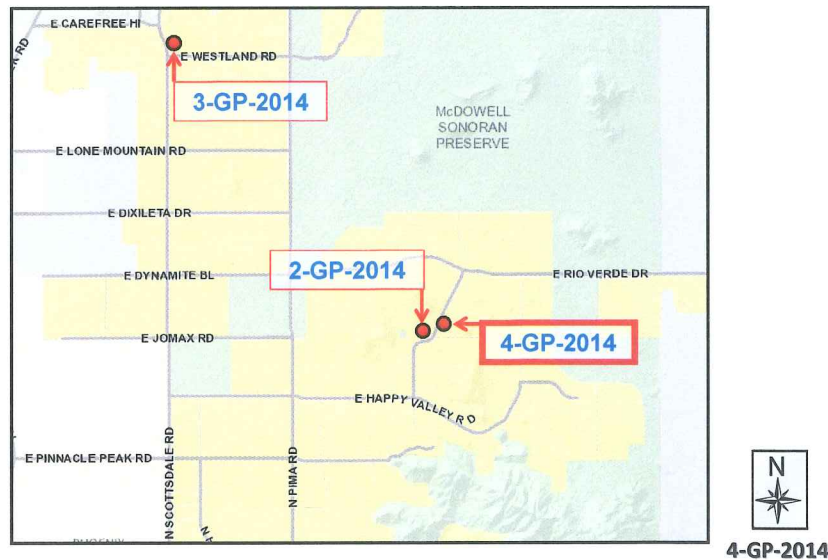 E CAREFREE HI
E WESTLAND RD
3-GP-2014
McDOWELL
SONORAN
PRESERVE
E LONE MOUNTAIN RD
E DIXILETA DR
2-GP-2014
E DYNAMITE BL
E RIO VERDE DR
E JOMAX RD
4-GP-2014
E HAPPY VALLEY RD
E PINNACLE PEAK RD
N SCOTTSDALE RD
N PIMA RD
N
4-GP-2014